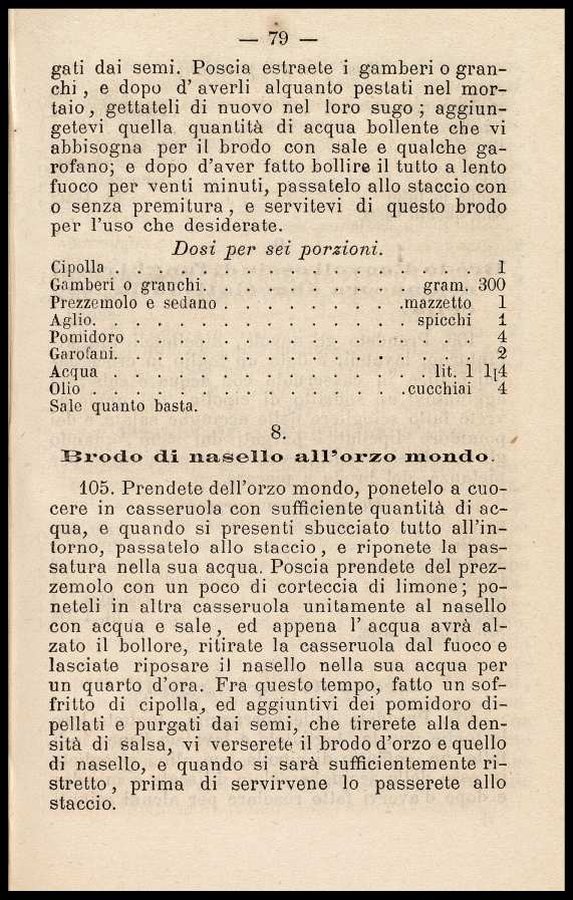 — 79 —
gati dai semi. Poscia estraete i gamberi o gran-
chi, e dopo d'averli alquanto pestati nel mor-
taio, gettateli di nuovo nel loro sugo; aggiun-
getevi quella quantità di acqua bollente che vi
abbisogna per il brodo con sale e qualche ga-
rofano; e dopo d'aver fatto bollire il tutto a lento
fuoco per venti minuti, passatelo allo staccio con
o senza premitura, e servitevi di questo brodo
per l'uso che desiderate.
Dosi per sei porzioni.
Cipolla . . . . . . . . . . . . . . . . . 1
Gamberi o granchi. . . . . . . . . . gram. 300
Prezzemolo e sedano . . . . . . . . .mazzetto 1
Aglio. . . . . . . . . . . . . . . spicchi 1
Pomidoro . . . . . . . . . . . . . . . . 4
Garofani. . . . . . . . . . . . . . . . . 2
Acqua . . . . . . . . . . . . . . . lit. 1 1¦4
Olio . . . . . . . . . . . . . . .cucchiai 4
Sale quanto basta.
8.
Brodo di nasello all'orzo mondo.
105. Prendete dell'orzo mondo, ponetelo a cuo-
cere in casseruola con sufficiente quantità di ac-
qua, e quando si presenti sbucciato tutto all'in-
torno, passatelo allo staccio, e riponete la pas-
satura nella sua acqua. Poscia prendete del prez-
zemolo con un poco di corteccia di limone; po-
neteli in altra casseruola unitamente al nasello
con acqua e sale, ed appena l'acqua avrà al-
zato il bollore, ritirate la casseruola dal fuoco e
lasciate riposare il nasello nella sua acqua per
un quarto d'ora. Fra questo tempo, fatto un sof-
fritto di cipolla, ed aggiuntivi dei pomidoro di-
pellati e purgati dai semi, che tirerete alla den-
sità di salsa, vi verserete il brodo d'orzo e quello
di nasello, e quando si sarà sufficientemente ri-
stretto, prima di servirvene lo passerete allo
staccio.